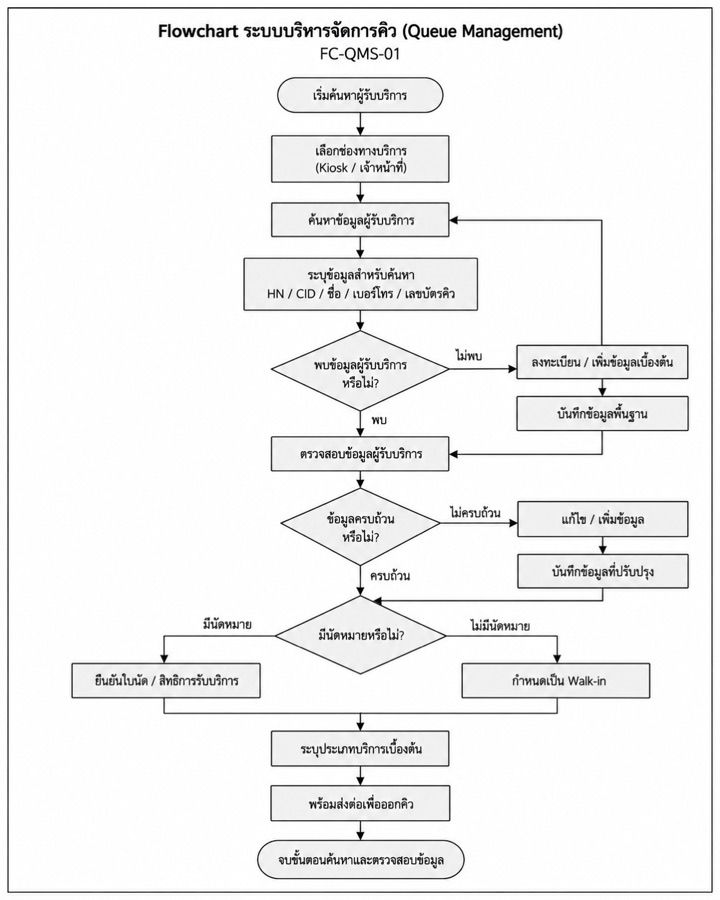 Flowchart ระบบบริหารจัดการคิว (Queue Management)
FC-QMS-01
เริ่มค้นหาผู้รับบริการ
เลือกช่องทางบริการ
(Kiosk / เจ้าหน้าที่)
ค้นหาข้อมูลผู้รับบริการ
ระบุข้อมูลสำหรับค้นหา
HN / CID / ชื่อ / เบอร์โทร / เลขบัตรคิว
พบข้อมูลผู้รับบริการ
หรือไม่?
ไม่พบ
ลงทะเบียน / เพิ่มข้อมูลเบื้องต้น
บันทึกข้อมูลพื้นฐาน
พบ
ตรวจสอบข้อมูลผู้รับบริการ
ข้อมูลครบถ้วน
หรือไม่?
ไม่ครบถ้วน
แก้ไข / เพิ่มข้อมูล
บันทึกข้อมูลที่ปรับปรุง
ครบถ้วน
มีนัดหมายหรือไม่?
มีนัดหมาย
ไม่มีนัดหมาย
ยืนยันใบนัด / สิทธิการรับบริการ
กำหนดเป็น Walk-in
ระบุประเภทบริการเบื้องต้น
พร้อมส่งต่อเพื่อออกคิว
จบขั้นตอนค้นหาและตรวจสอบข้อมูล